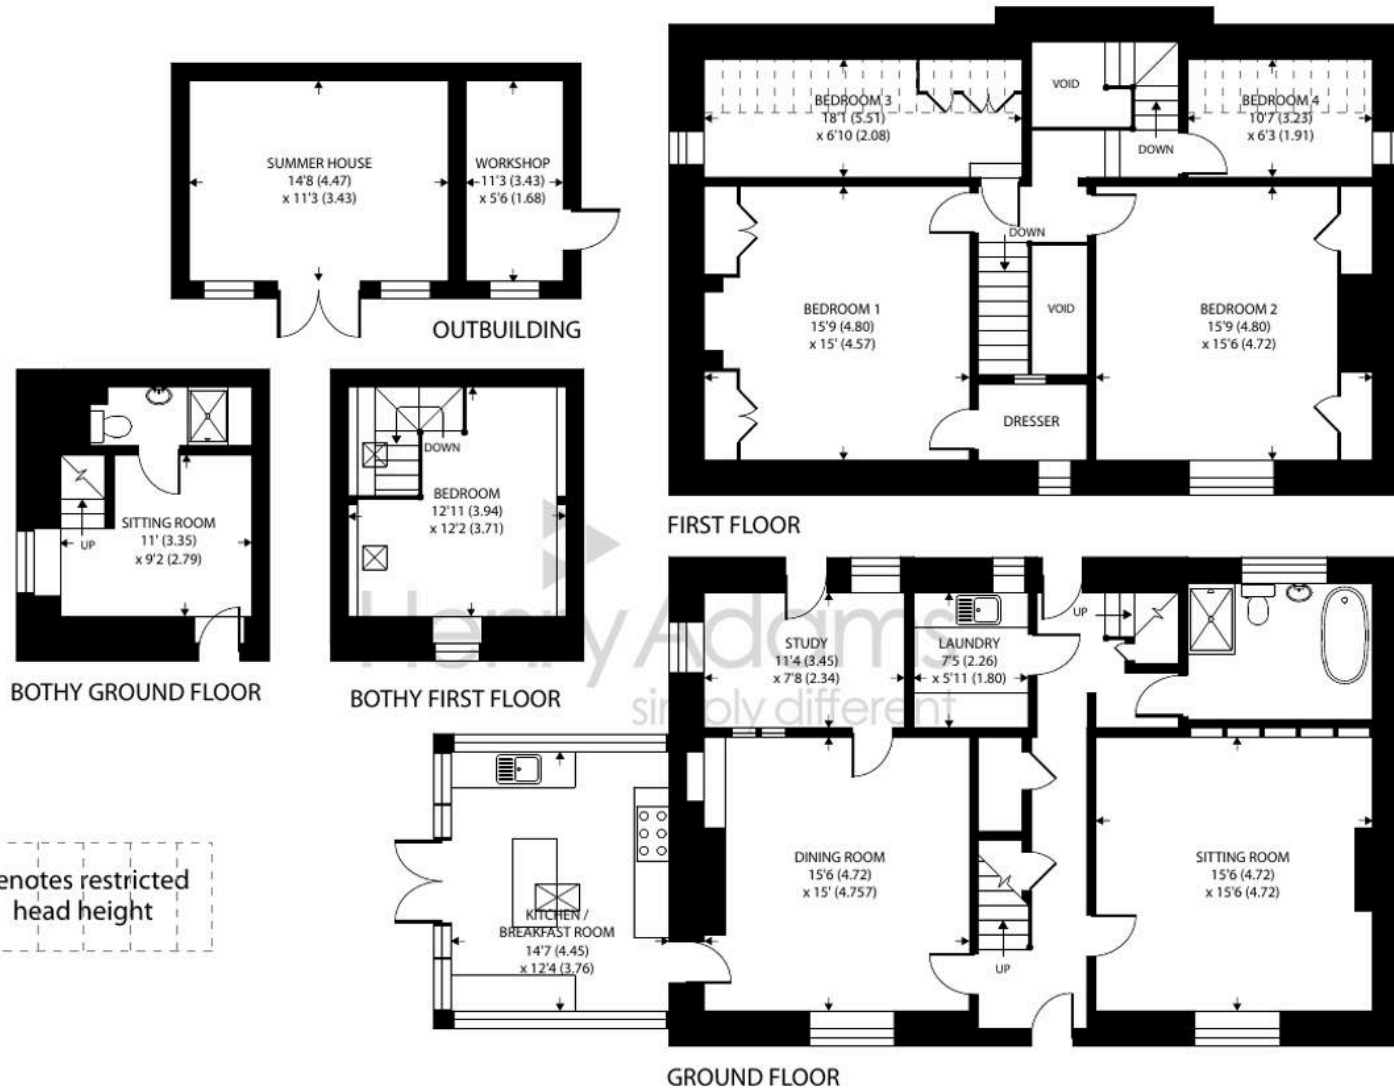 SUMMER HOUSE
14'8 (4.47)
x 11'3 (3.43)
WORKSHOP
11'3 (3.43)
x 5'6 (1.68)
OUTBUILDING
BEDROOM 3
18'1 (5.51)
x 6'10 (2.08)
VOID
DOWN
BEDROOM 4
10'7 (3.23)
x 6'3 (1.91)
DOWN
BEDROOM 1
15'9 (4.80)
x 15' (4.57)
VOID
BEDROOM 2
15'9 (4.80)
x 15'6 (4.72)
DRESSER
FIRST FLOOR
SITTING ROOM
11' (3.35)
x 9'2 (2.79)
UP
BOTHY GROUND FLOOR
DOWN
BEDROOM
12'11 (3.94)
x 12'2 (3.71)
BOTHY FIRST FLOOR
Henry Adams
simply different
STUDY
11'4 (3.45)
x 7'8 (2.34)
LAUNDRY
7'5 (2.26)
x 5'11 (1.80)
UP
KITCHEN /
BREAKFAST ROOM
14'7 (4.45)
x 12'4 (3.76)
DINING ROOM
15'6 (4.72)
x 15' (4.757)
UP
SITTING ROOM
15'6 (4.72)
x 15'6 (4.72)
GROUND FLOOR
enotes restricted
head height